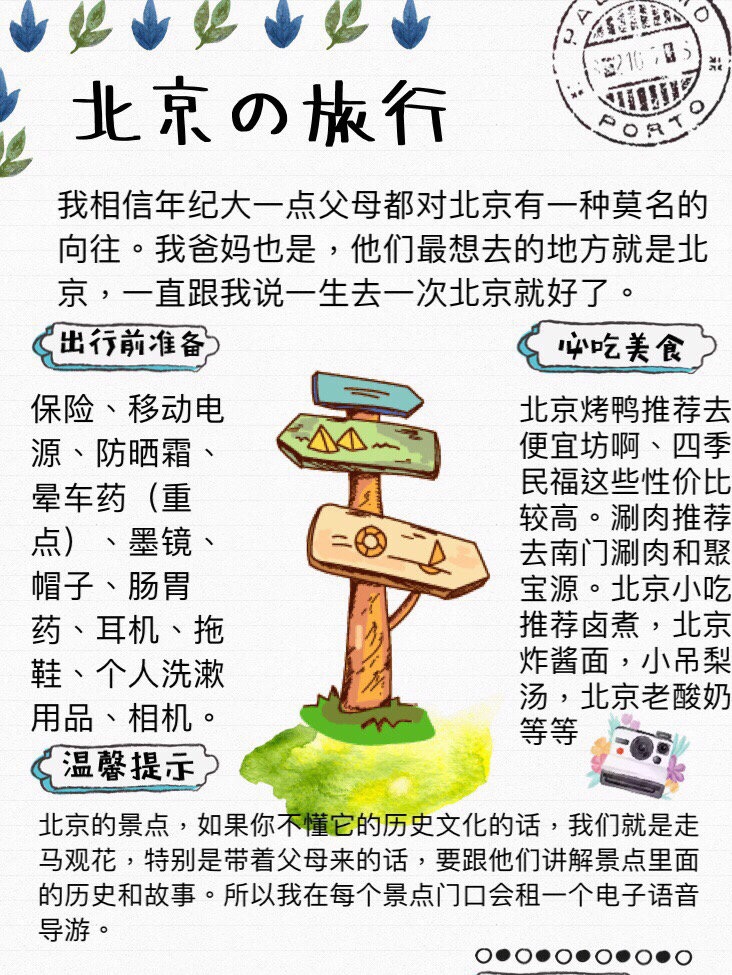 北京の旅行
PORTO
我相信年纪大一点父母都对北京有一种莫名的
向往。我爸妈也是，他们最想去的地方就是北
京，一直跟我说一生去一次北京就好了。
出行前准备
保险、移动电
源、防晒霜、
晕车药（重
点）、墨镜、
帽子、肠胃
药、耳机、拖
鞋、个人洗漱
用品、相机。
必吃美食
北京烤鸭推荐去
便宜坊啊、四季
民福这些性价比
较高。涮肉推荐
去南门涮肉和聚
宝源。北京小吃
推荐卤煮，北京
炸酱面，小吊梨
汤，北京老酸奶
等等
温馨提示
北京的景点，如果你不懂它的历史文化的话，我们就是走
马观花，特别是带着父母来的话，要跟他们讲解景点里面
的历史和故事。所以我在每个景点门口会租一个电子语音
导游。